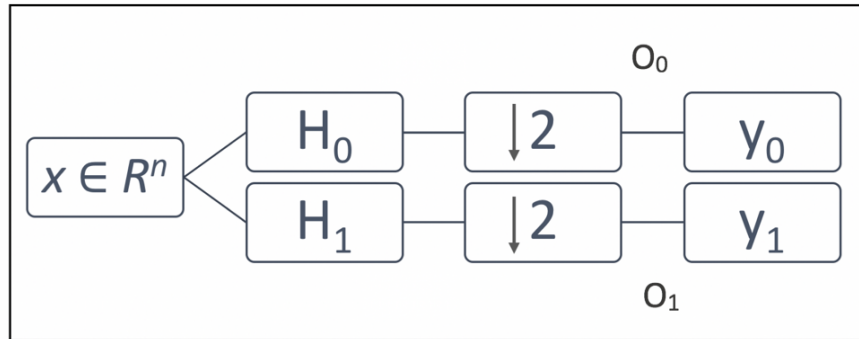 O₀
x ∈ Rⁿ
H₀
↓2
y₀
H₁
↓2
y₁
O₁